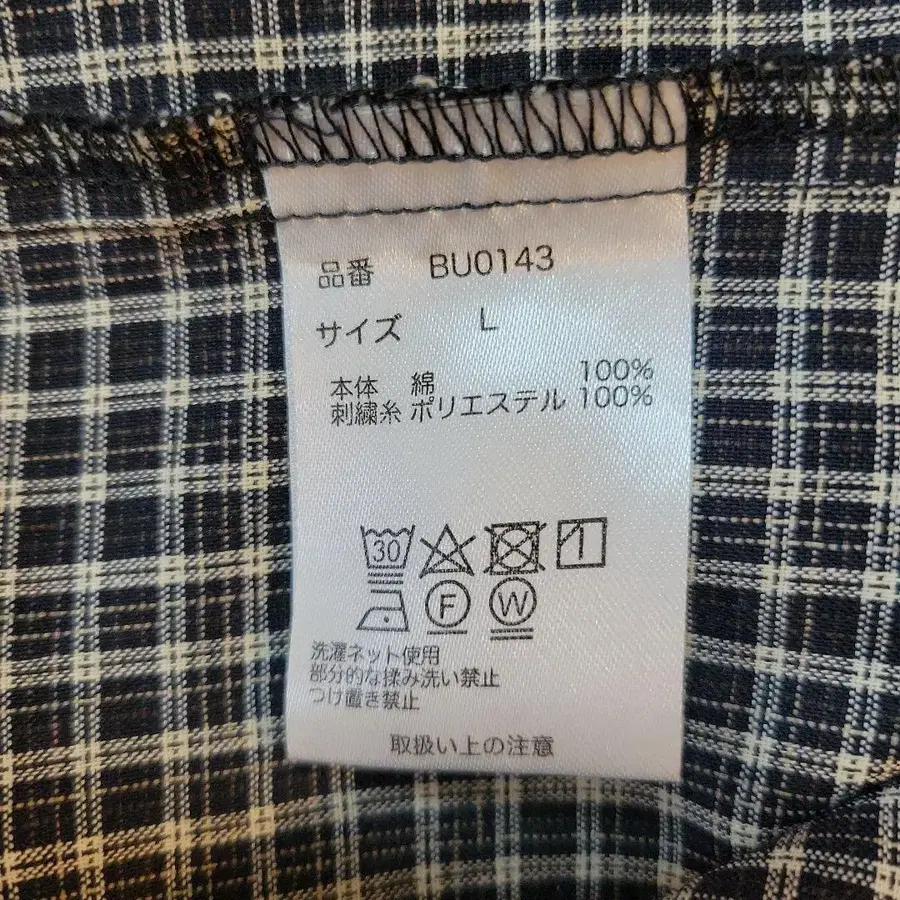 品番 BU0143
サイズ L
本体 綿 100%
刺繍糸 ポリエステル 100%
30
F W
洗濯ネット使用
部分的な揉み洗い禁止
つけ置き禁止
取扱い上の注意